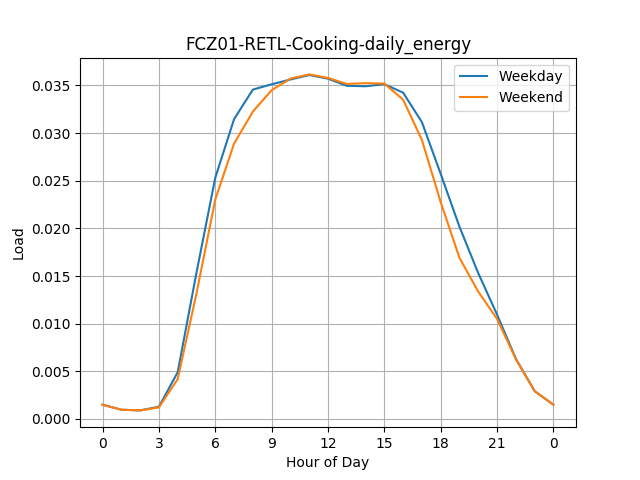 FCZ01-RETL-Cooking-daily_energy
Weekday
Weekend
Load
0.035
0.030
0.025
0.020
0.015
0.010
0.005
0.000
0 3 6 9 12 15 18 21 0
Hour of Day